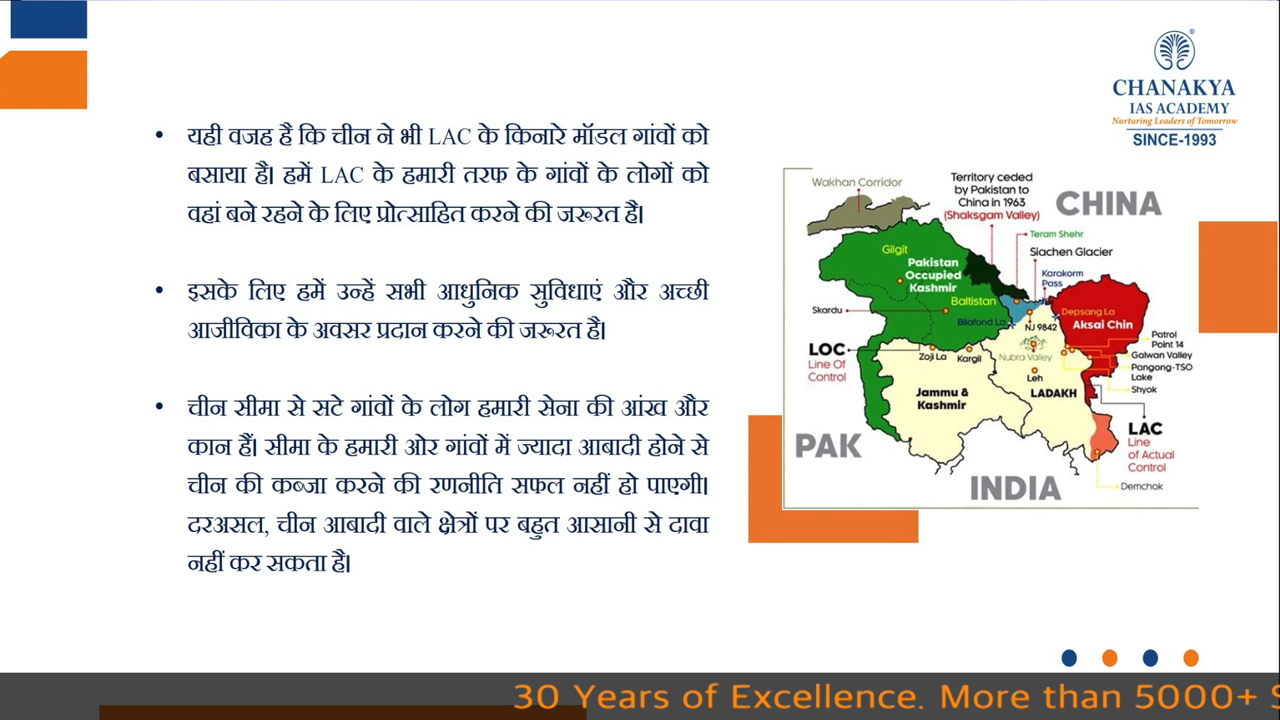 CHANAKYA
IAS ACADEMY
Nurturing Leaders of Tomorrow
SINCE-1993
यही वजह है कि चीन ने भी LAC के किनारे मॉडल गांवों को
बसाया है। हमें LAC के हमारी तरफ के गांवों के लोगों को
वहां बने रहने के लिए प्रोत्साहित करने की जरूरत है।
इसके लिए हमें उन्हें सभी आधुनिक सुविधाएं और अच्छी
आजीविका के अवसर प्रदान करने की जरूरत है।
चीन सीमा से सटे गांवों के लोग हमारी सेना की आंख और
कान हैं। सीमा के हमारी ओर गांवों में ज्यादा आबादी होने से
चीन की कब्जा करने की रणनीति सफल नहीं हो पाएगी।
दरअसल, चीन आबादी वाले क्षेत्रों पर बहुत आसानी से दावा
नहीं कर सकता है।
Wakhan Corridor
Territory ceded
by Pakistan to
China in 1963
(Shaksgam Valley)
CHINA
Teram Shehr
Siachen Glacier
Gilgit
Pakistan
Occupied
Kashmir
Karakorm
Pass
Baltistan
Skardu
Bilafond La
NJ 9842
Depsang La
Aksai Chin
LOC
Line Of
Control
Zoji La
Kargil
Nubra Valley
Leh
Patrol
Point 14
Galwan Valley
Pangong-TSO
Lake
Shyok
Jammu &
Kashmir
LADAKH
LAC
Line
of Actual
Control
PAK
INDIA
Demchok
30 Years of Excellence. More than 5000+ S